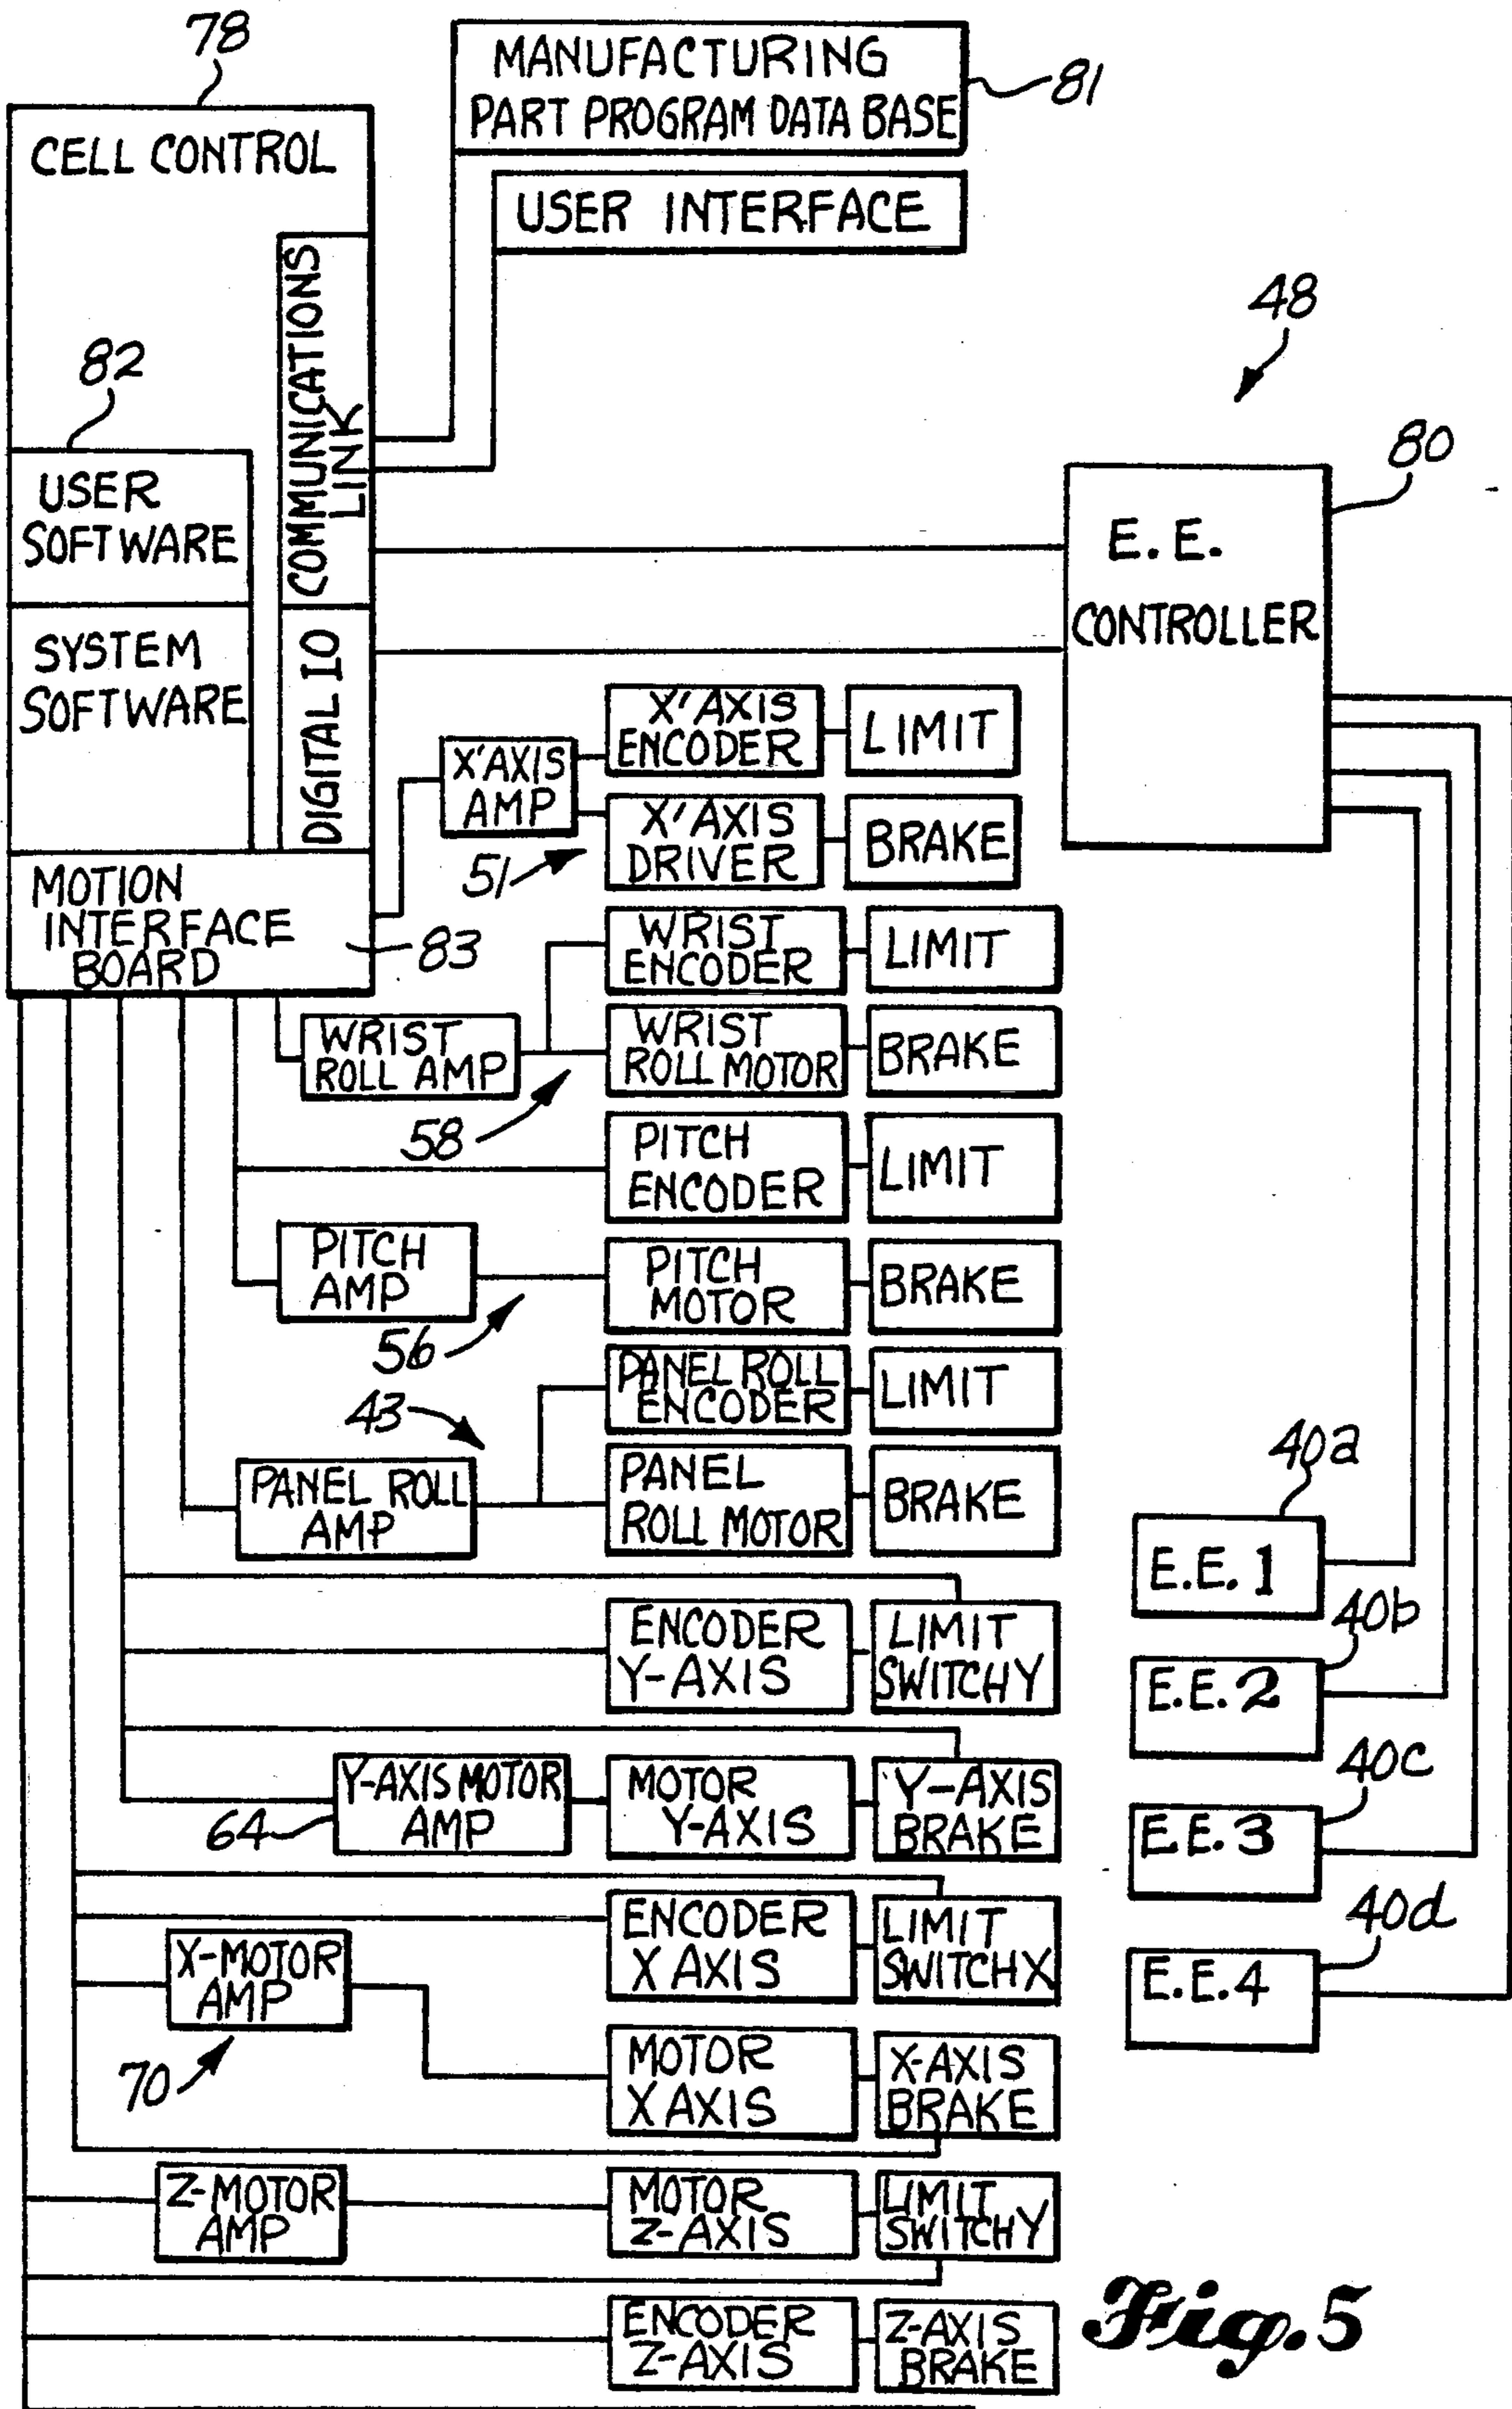 78
MANUFACTURING
PART PROGRAM DATA BASE
81
CELL CONTROL
USER INTERFACE
COMMUNICATIONS
LINK
48
82
80
USER
SOFTWARE
E. E.
CONTROLLER
SYSTEM
SOFTWARE
DIGITAL IO
X'AXIS
AMP
X'AXIS
ENCODER
LIMIT
51
X'AXIS
DRIVER
BRAKE
MOTION
INTERFACE
BOARD
83
WRIST
ENCODER
LIMIT
WRIST
ROLL AMP
WRIST
ROLL MOTOR
BRAKE
58
PITCH
ENCODER
LIMIT
PITCH
AMP
PITCH
MOTOR
BRAKE
56
PANEL ROLL
ENCODER
LIMIT
43
PANEL ROLL
AMP
PANEL
ROLL MOTOR
BRAKE
40a
E.E.1
ENCODER
Y-AXIS
LIMIT
SWITCHY
40b
E.E.2
Y-AXIS MOTOR
AMP
64
MOTOR
Y-AXIS
Y-AXIS
BRAKE
40c
E.E.3
ENCODER
X AXIS
LIMIT
SWITCHX
X-MOTOR
AMP
70
40d
E.E.4
MOTOR
X AXIS
X-AXIS
BRAKE
Z-MOTOR
AMP
MOTOR
Z-AXIS
LIMIT
SWITCHY
ENCODER
Z-AXIS
Z-AXIS
BRAKE
Fig. 5